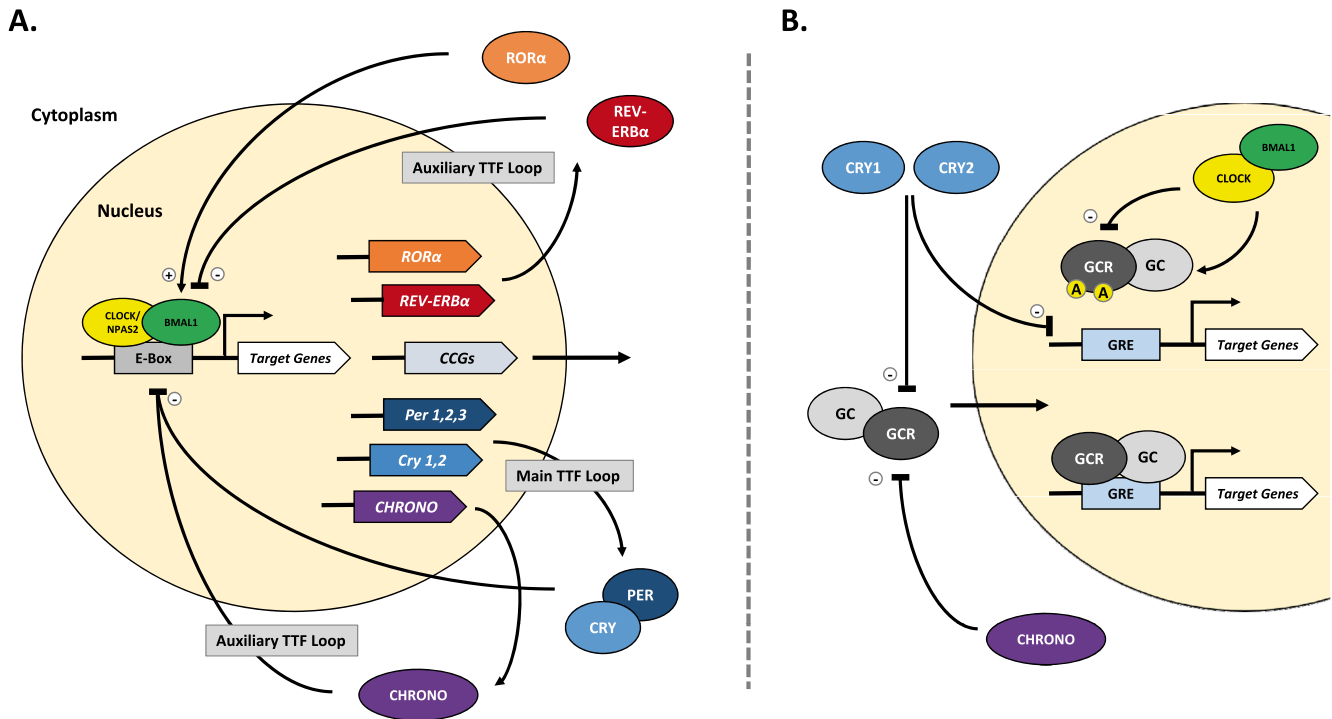 A.
RORα
REV-
ERBα
Cytoplasm
Auxiliary TTF Loop
Nucleus
RORα
+
-
REV-ERBα
CLOCK/
NPAS2
BMAL1
E-Box
Target Genes
CCGs
-
Per 1,2,3
Cry 1,2
Main TTF Loop
CHRONO
PER
CRY
Auxiliary TTF Loop
CHRONO
B.
BMAL1
CRY1
CRY2
CLOCK
-
GCR
GC
A
A
-
GRE
Target Genes
-
GC
GCR
GCR
GC
-
GRE
Target Genes
CHRONO